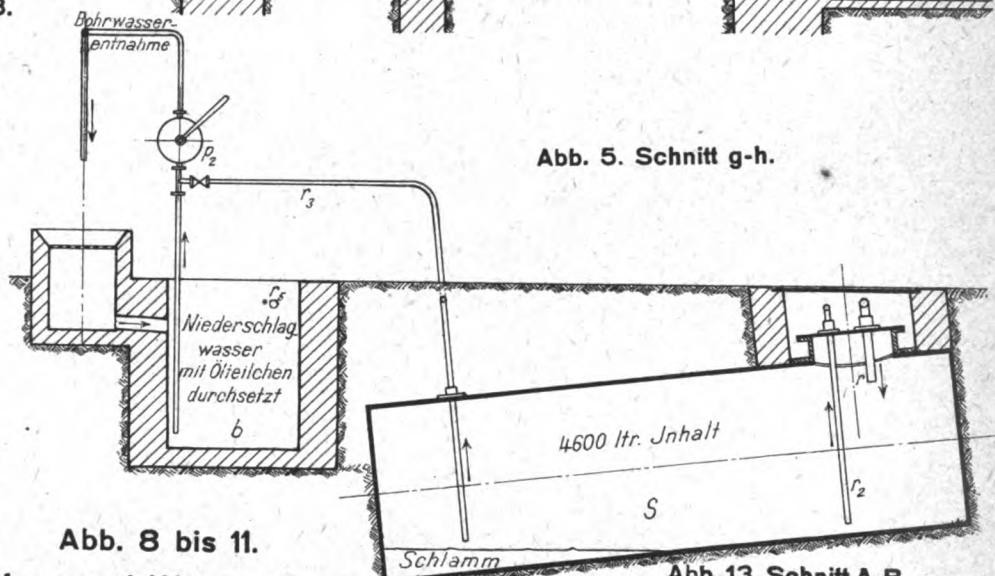 8.
Bohrwasser-
entnahme
p2
r3
Abb. 5. Schnitt g-h.
Niederschlag
wasser
mit Ölteilchen
durchsetzt
b
4600 ltr. Jnhalt
r
r2
S
Schlamm
Abb. 8 bis 11.
Abb. 13. Schnitt A-B